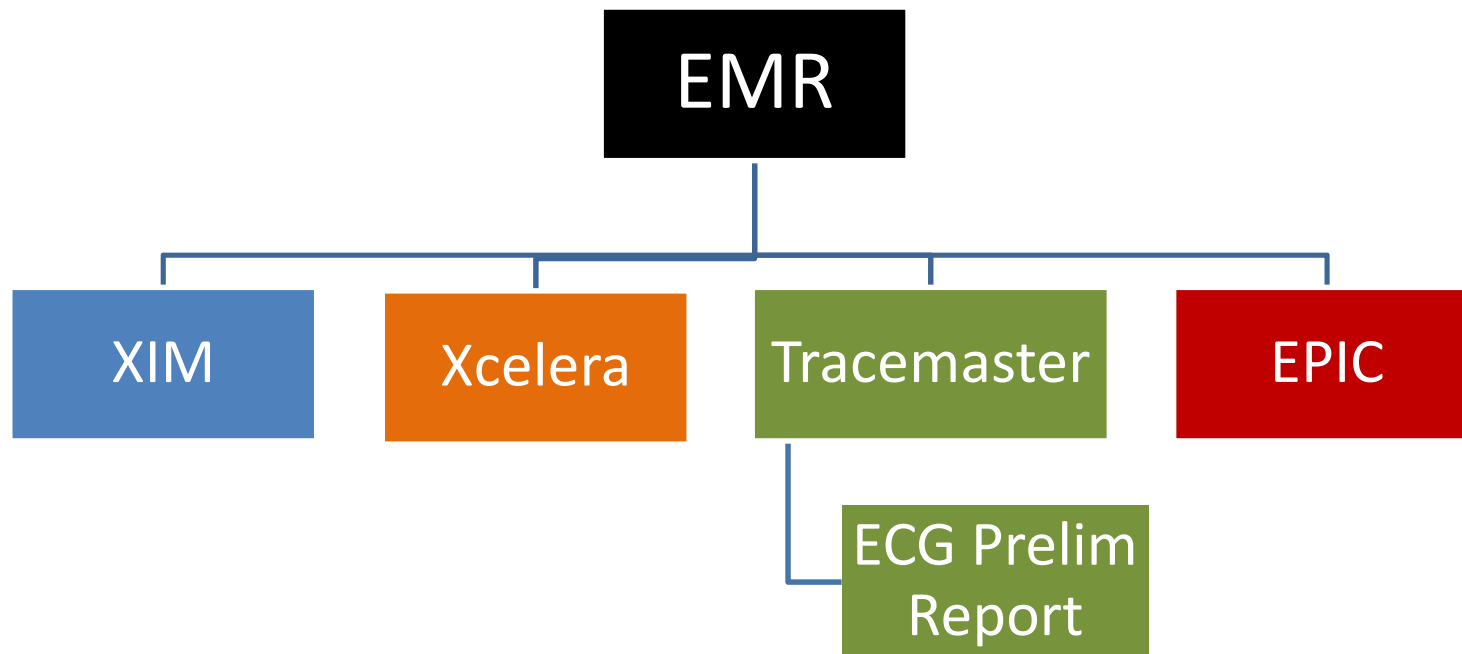 EMR
XIM
Xcelera
Tracemaster
EPIC
ECG Prelim
Report